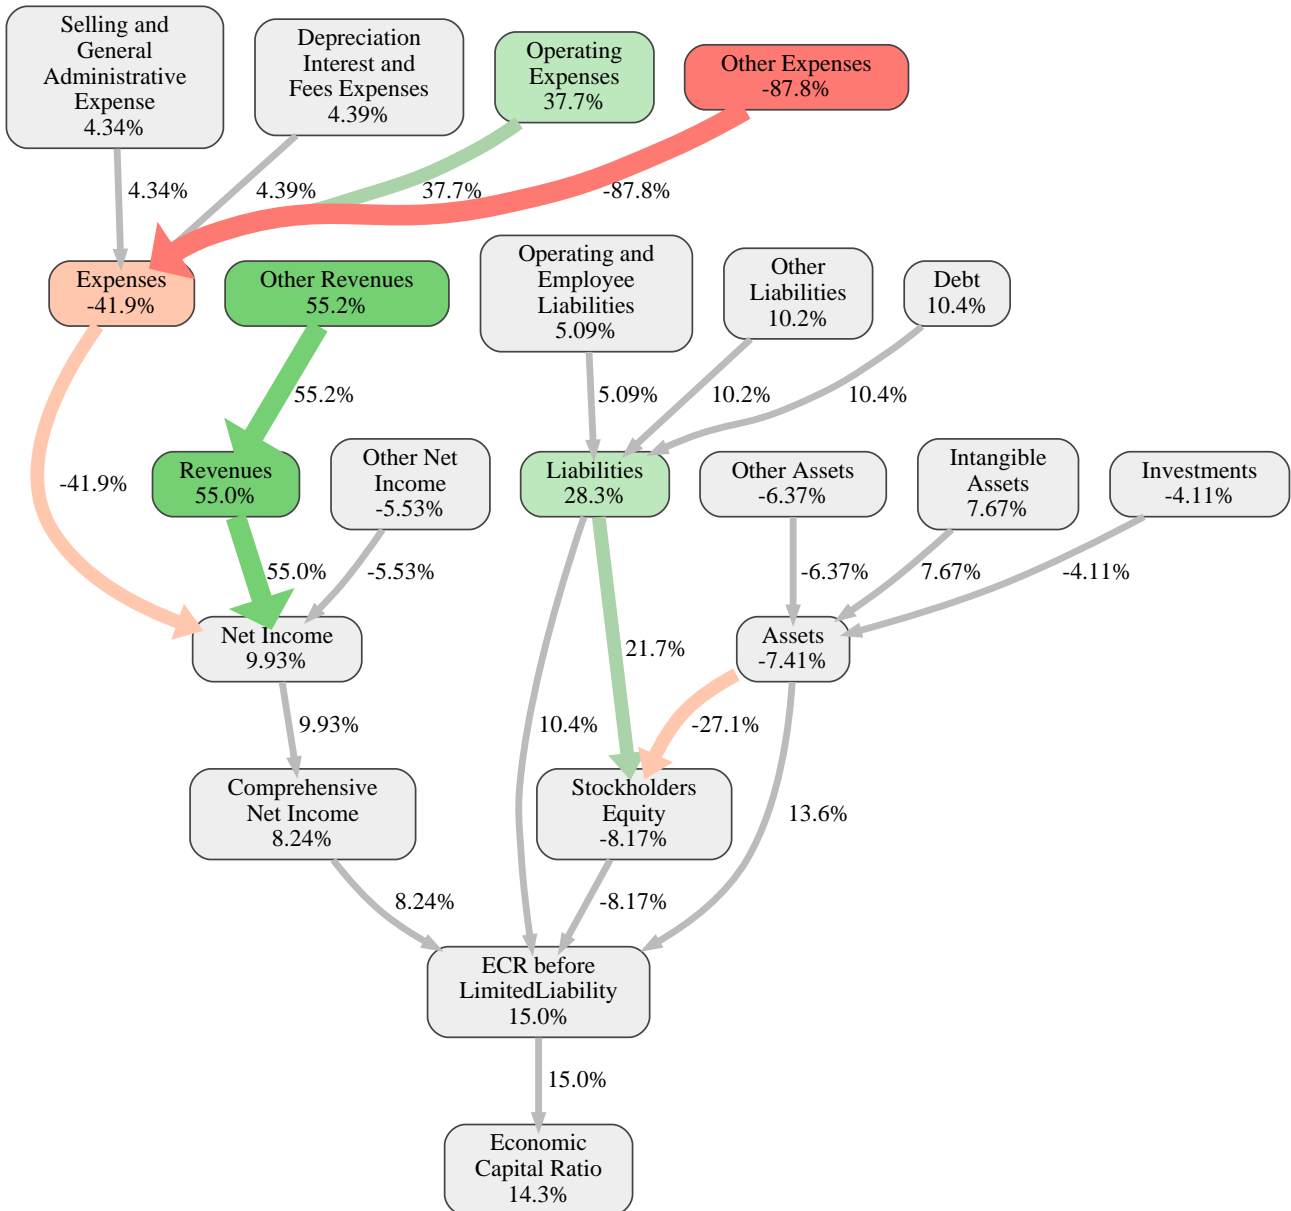 Selling and
General
Administrative
Expense
4.34%
Depreciation
Interest and
Fees Expenses
4.39%
Operating
Expenses
37.7%
Other Expenses
-87.8%
4.34%
4.39%
37.7%
-87.8%
Expenses
-41.9%
Other Revenues
55.2%
Operating and
Employee
Liabilities
5.09%
Other
Liabilities
10.2%
Debt
10.4%
55.2%
5.09%
10.2%
10.4%
-41.9%
Revenues
55.0%
Other Net
Income
-5.53%
Liabilities
28.3%
Other Assets
-6.37%
Intangible
Assets
7.67%
Investments
-4.11%
55.0%
-5.53%
-6.37%
7.67%
-4.11%
Net Income
9.93%
21.7%
Assets
-7.41%
9.93%
10.4%
-27.1%
13.6%
Comprehensive
Net Income
8.24%
Stockholders
Equity
-8.17%
8.24%
-8.17%
ECR before
LimitedLiability
15.0%
15.0%
Economic
Capital Ratio
14.3%